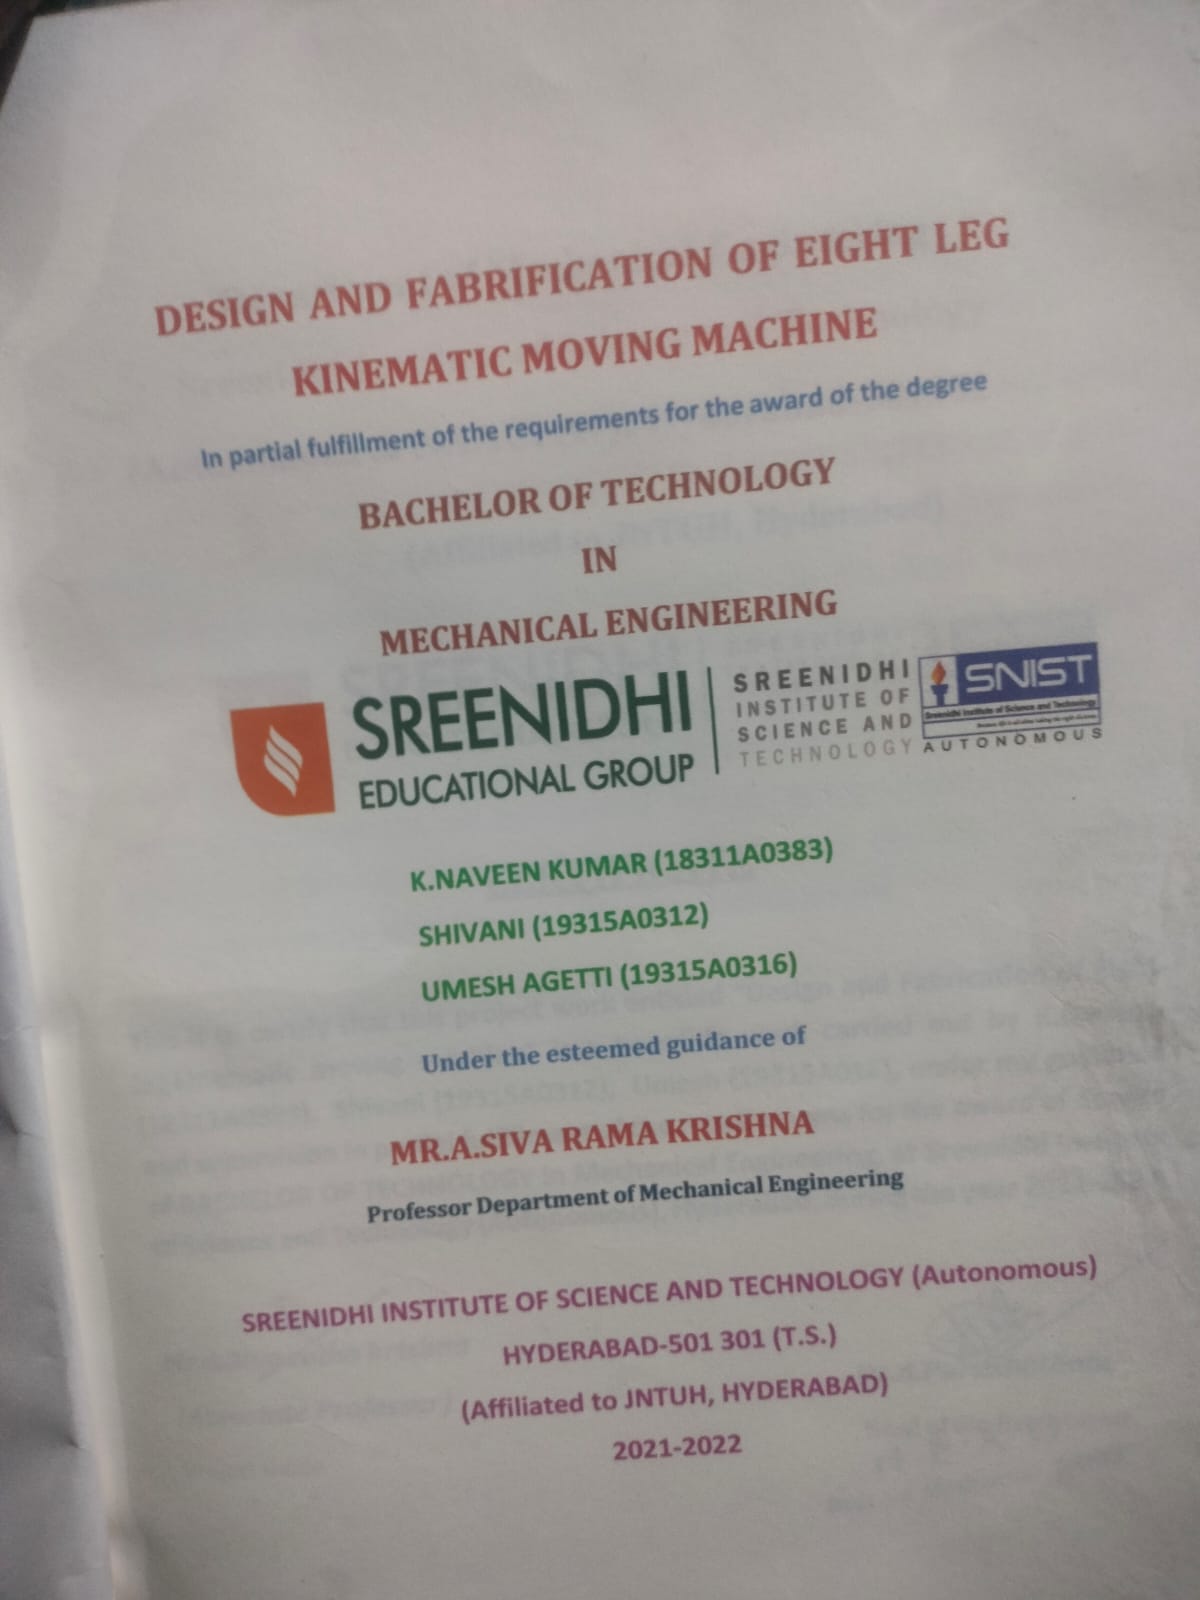 DESIGN AND FABRIFICATION OF EIGHT LEG
KINEMATIC MOVING MACHINE
In partial fulfillment of the requirements for the award of the degree
BACHELOR OF TECHNOLOGY
IN
MECHANICAL ENGINEERING
SREENIDHI
EDUCATIONAL GROUP
SREENIDHI
INSTITUTE OF
SCIENCE AND
TECHNOLOGY
SNIST
Sreenidhi Institute of Science and Technology
AUTONOMOUS
K.NAVEEN KUMAR (18311A0383)
SHIVANI (19315A0312)
UMESH AGETTI (19315A0316)
Under the esteemed guidance of
MR.A.SIVA RAMA KRISHNA
Professor Department of Mechanical Engineering
SREENIDHI INSTITUTE OF SCIENCE AND TECHNOLOGY (Autonomous)
HYDERABAD-501 301 (T.S.)
(Affiliated to JNTUH, HYDERABAD)
2021-2022